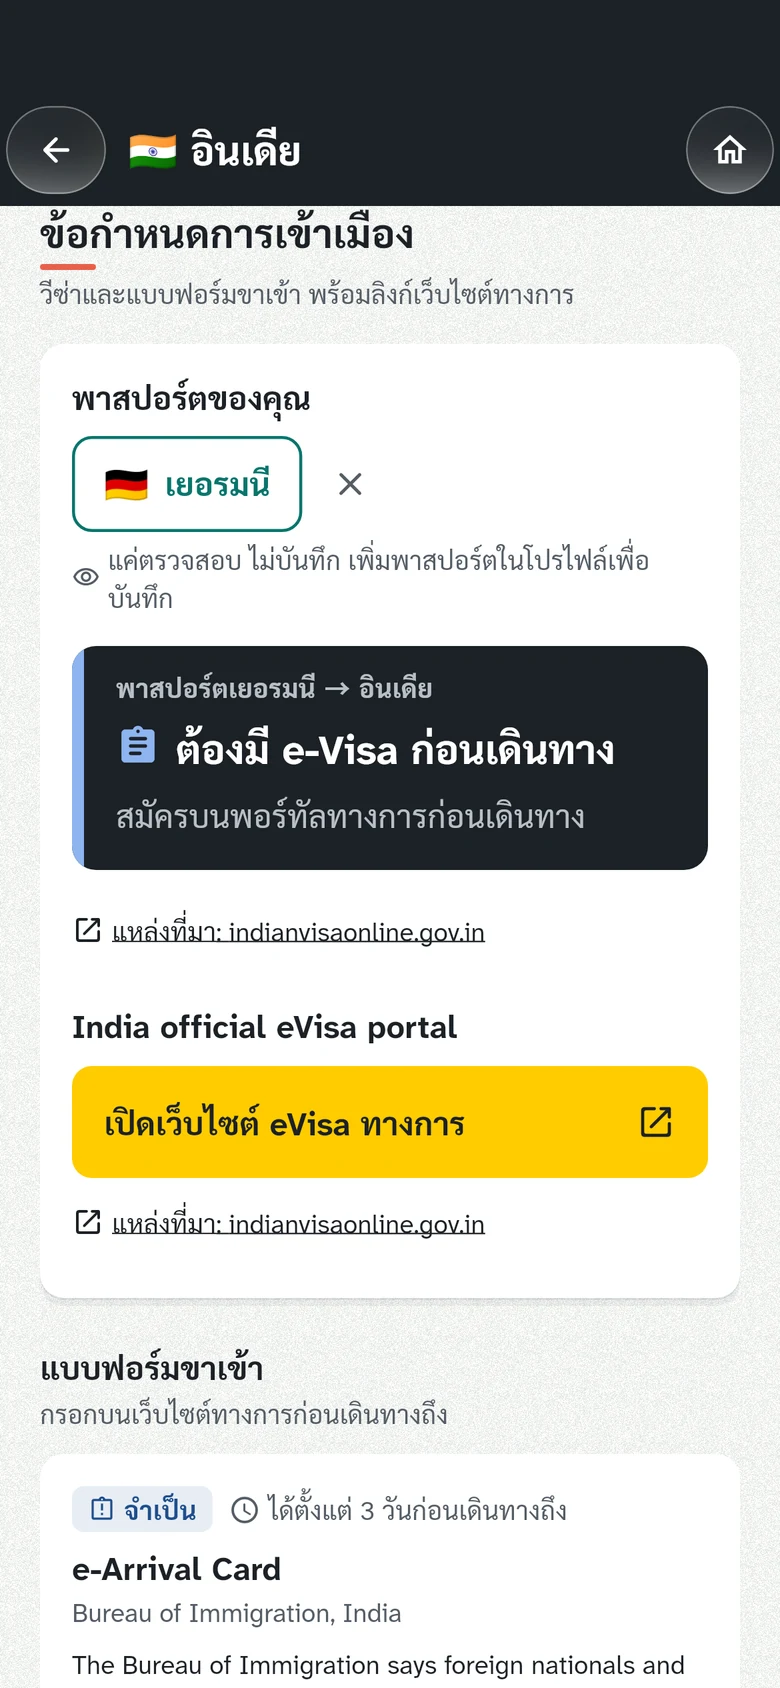 อินเดีย
ข้อกำหนดการเข้าเมือง
วีซ่าและแบบฟอร์มขาเข้า พร้อมลิงก์เว็บไซต์ทางการ
พาสปอร์ตของคุณ
เยอรมนี
แค่ตรวจสอบ ไม่บันทึก เพิ่มพาสปอร์ตในโปรไฟล์เพื่อ
บันทึก
พาสปอร์ตเยอรมนี → อินเดีย
ต้องมี e-Visa ก่อนเดินทาง
สมัครบนพอร์ทัลทางการก่อนเดินทาง
แหล่งที่มา: indianvisaonline.gov.in
India official eVisa portal
เปิดเว็บไซต์ eVisa ทางการ
แหล่งที่มา: indianvisaonline.gov.in
แบบฟอร์มขาเข้า
กรอกบนเว็บไซต์ทางการก่อนเดินทางถึง
จำเป็น ได้ตั้งแต่ 3 วันก่อนเดินทางถึง
e-Arrival Card
Bureau of Immigration, India
The Bureau of Immigration says foreign nationals and